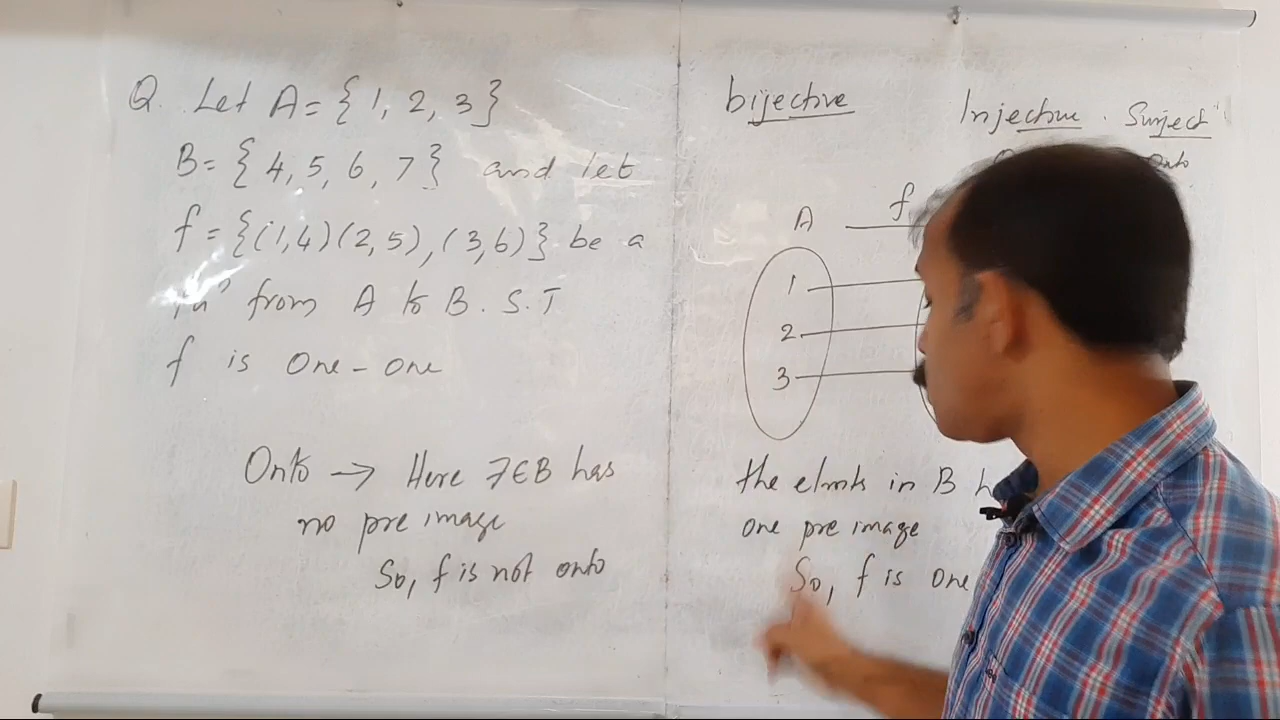 Q. Let A = { 1, 2, 3 }
B = { 4, 5, 6, 7 } and let
f = {(1,4)(2,5),(3,6)} be a
from A to B. S.T
f is one-one
Onto → Here 7∈B has
no pre image
So, f is not onto
bijective
Injective. Surject
onto
f
A
1
2
3
the elmts in B
one pre image
So, f is one